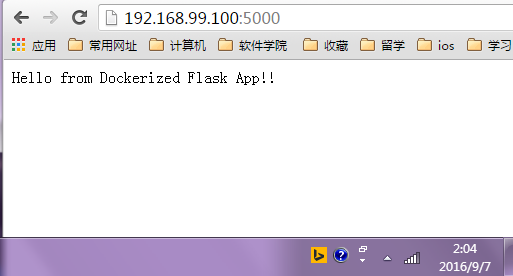 192.168.99.100:5000
应用 常用网址 计算机 软件学院 收藏 留学 ios 学习
Hello from Dockerized Flask App!!
2:04
2016/9/7